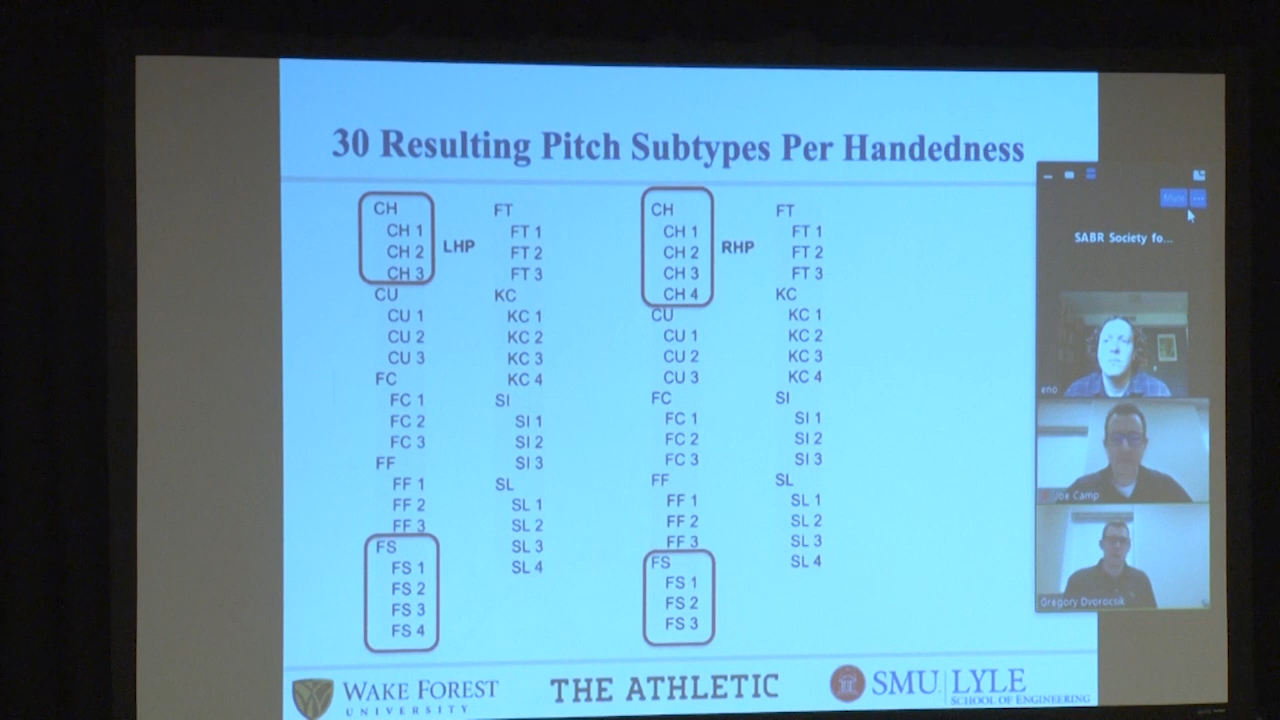 30 Resulting Pitch Subtypes Per Handedness
CH
CH 1
CH 2
CH 3
LHP
CU
CU 1
CU 2
CU 3
FC
FC 1
FC 2
FC 3
FF
FF 1
FF 2
FF 3
FS
FS 1
FS 2
FS 3
FS 4
FT
FT 1
FT 2
FT 3
KC
KC 1
KC 2
KC 3
KC 4
SI
SI 1
SI 2
SI 3
SL
SL 1
SL 2
SL 3
SL 4
CH
CH 1
CH 2
CH 3
CH 4
RHP
CU
CU 1
CU 2
CU 3
FC
FC 1
FC 2
FC 3
FF
FF 1
FF 2
FF 3
FS
FS 1
FS 2
FS 3
FT
FT 1
FT 2
FT 3
KC
KC 1
KC 2
KC 3
KC 4
SI
SI 1
SI 2
SI 3
SL
SL 1
SL 2
SL 3
SL 4
Mute
SABR Society fo...
eno
Joe Camp
Gregory Dvorocsik
WAKE FOREST
UNIVERSITY
THE ATHLETIC
SMU LYLE
SCHOOL OF ENGINEERING